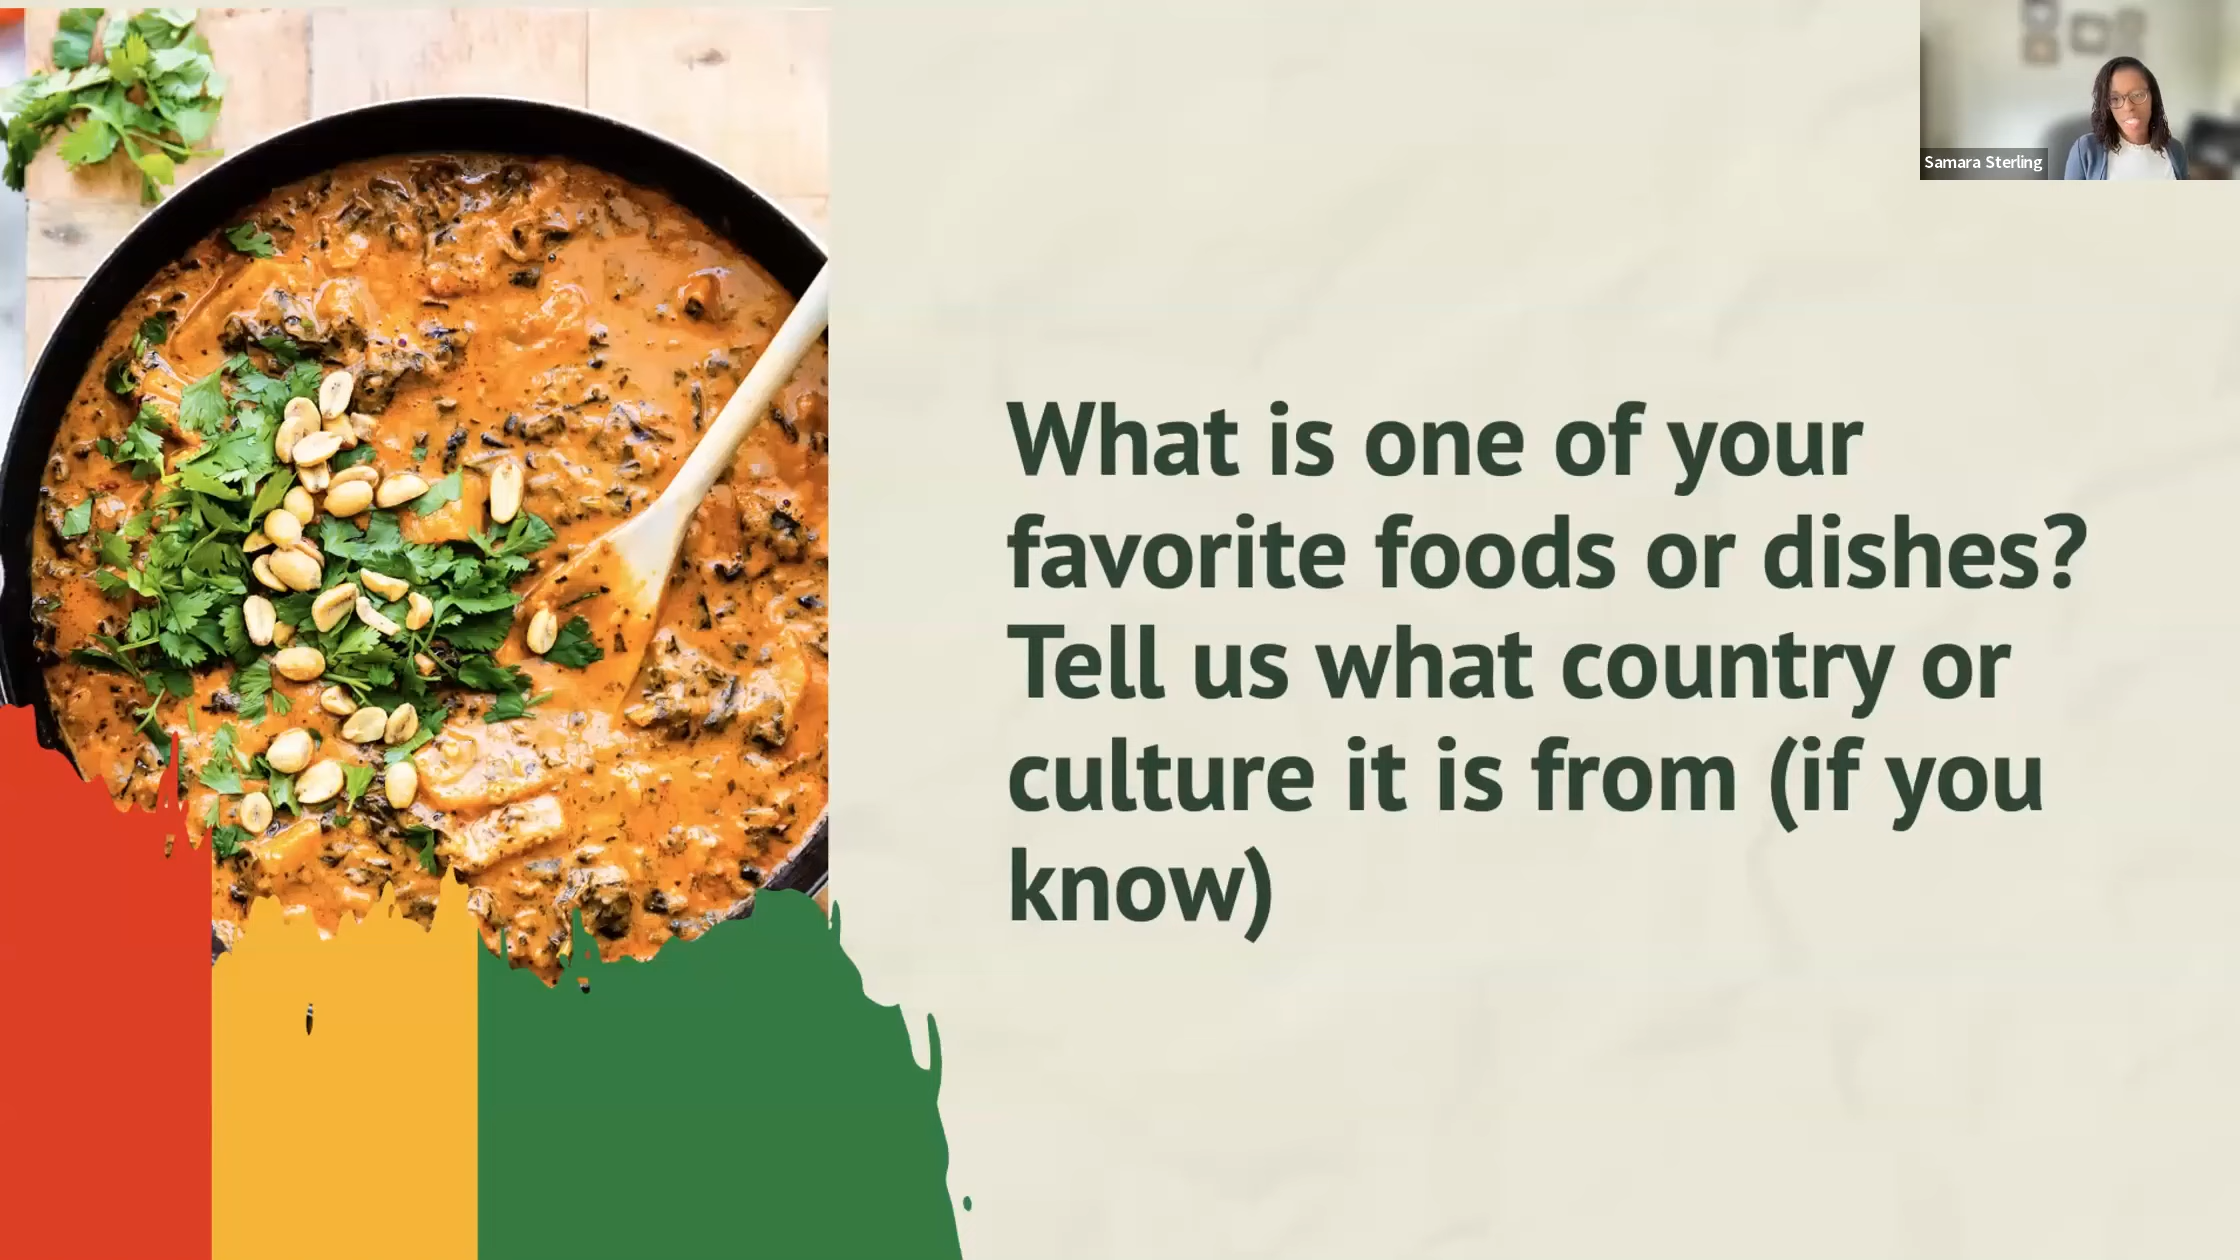 Samara Sterling
What is one of your
favorite foods or dishes?
Tell us what country or
culture it is from (if you
know)